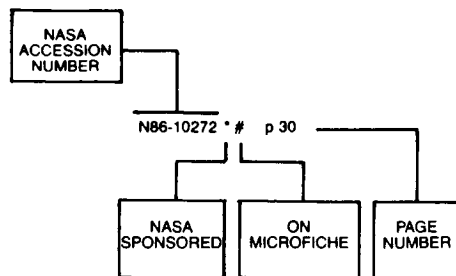 NASA
ACCESSION
NUMBER
N86-10272 * # p 30
NASA
SPONSORED
ON
MICROFICHE
PAGE
NUMBER